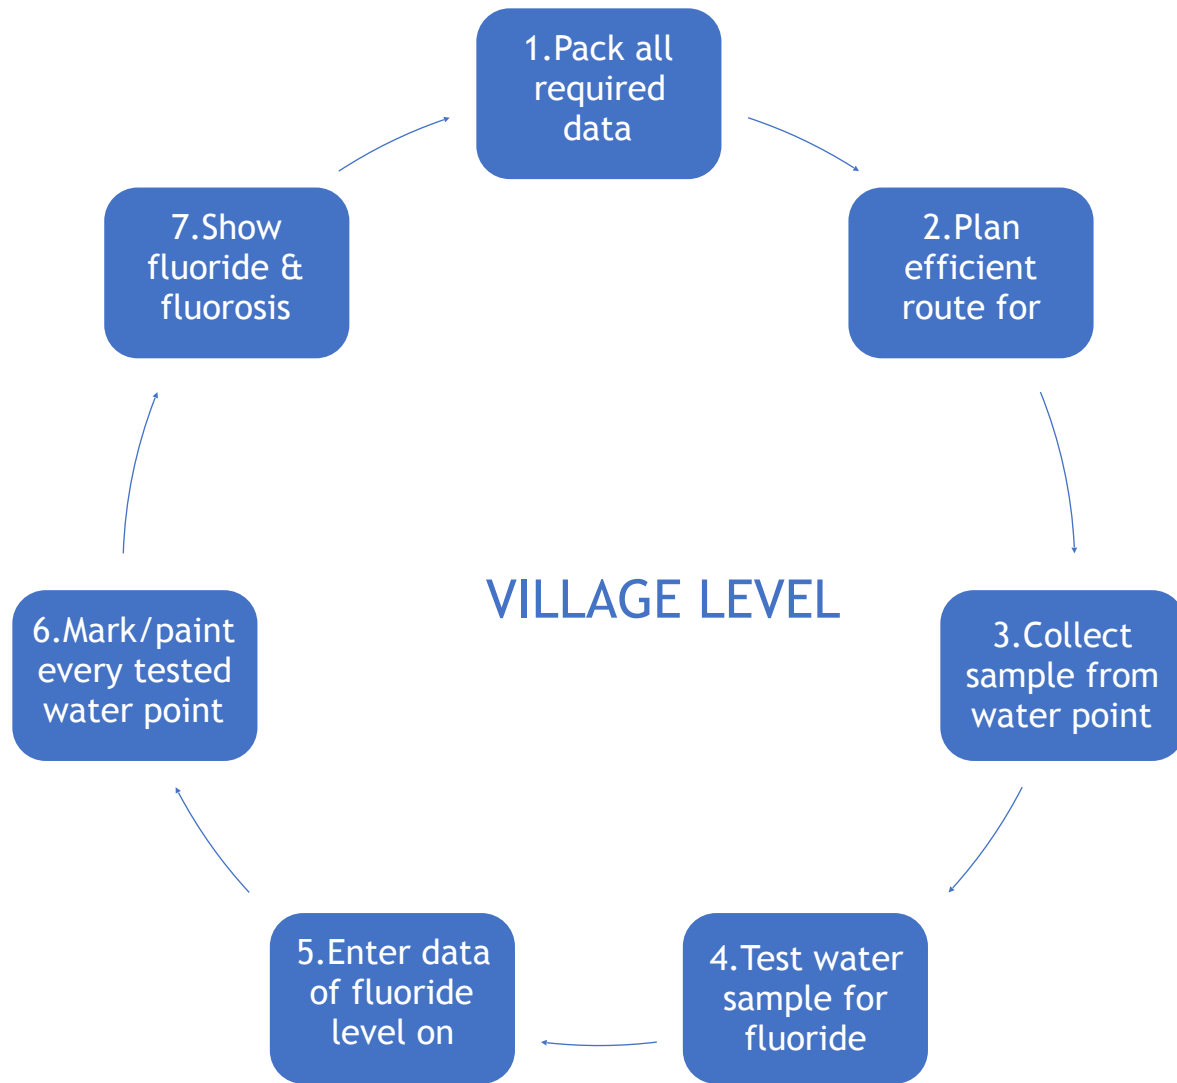 1.Pack all
required
data
2.Plan
efficient
route for
3.Collect
sample from
water point
4.Test water
sample for
fluoride
5.Enter data
of fluoride
level on
6.Mark/paint
every tested
water point
7.Show
fluoride &
fluorosis
VILLAGE LEVEL